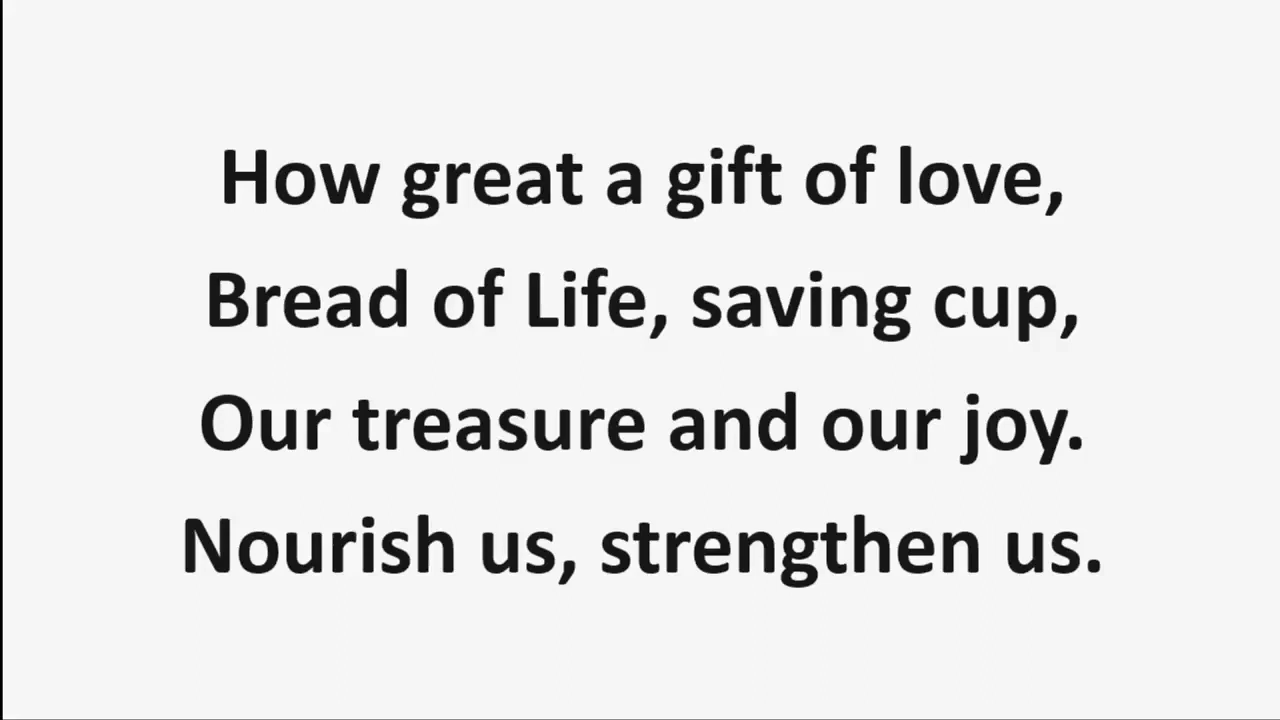 How great a gift of love,
Bread of Life, saving cup,
Our treasure and our joy.
Nourish us, strengthen us.